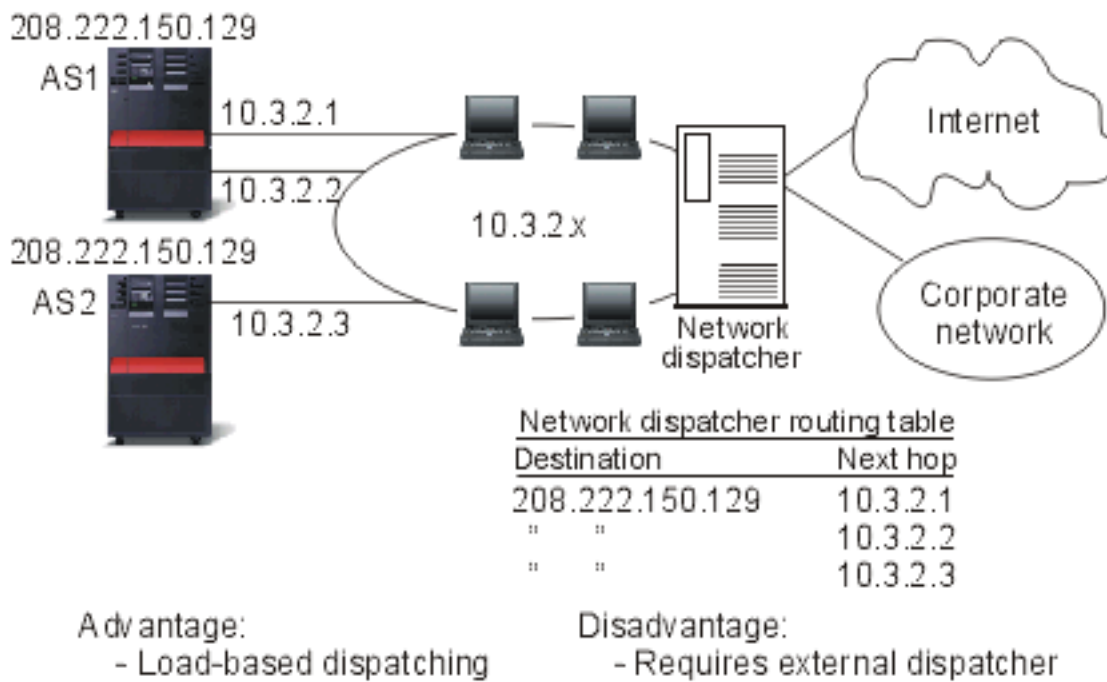 208.222.150.129
AS1
10.3.2.1
10.3.2.2
208.222.150.129
AS2
10.3.2.3
10.3.2.x
Network
dispatcher
Internet
Corporate
network
Network dispatcher routing table
Destination Next hop
208.222.150.129 10.3.2.1
" " 10.3.2.2
" " 10.3.2.3
Advantage:
- Load-based dispatching
Disadvantage:
- Requires external dispatcher